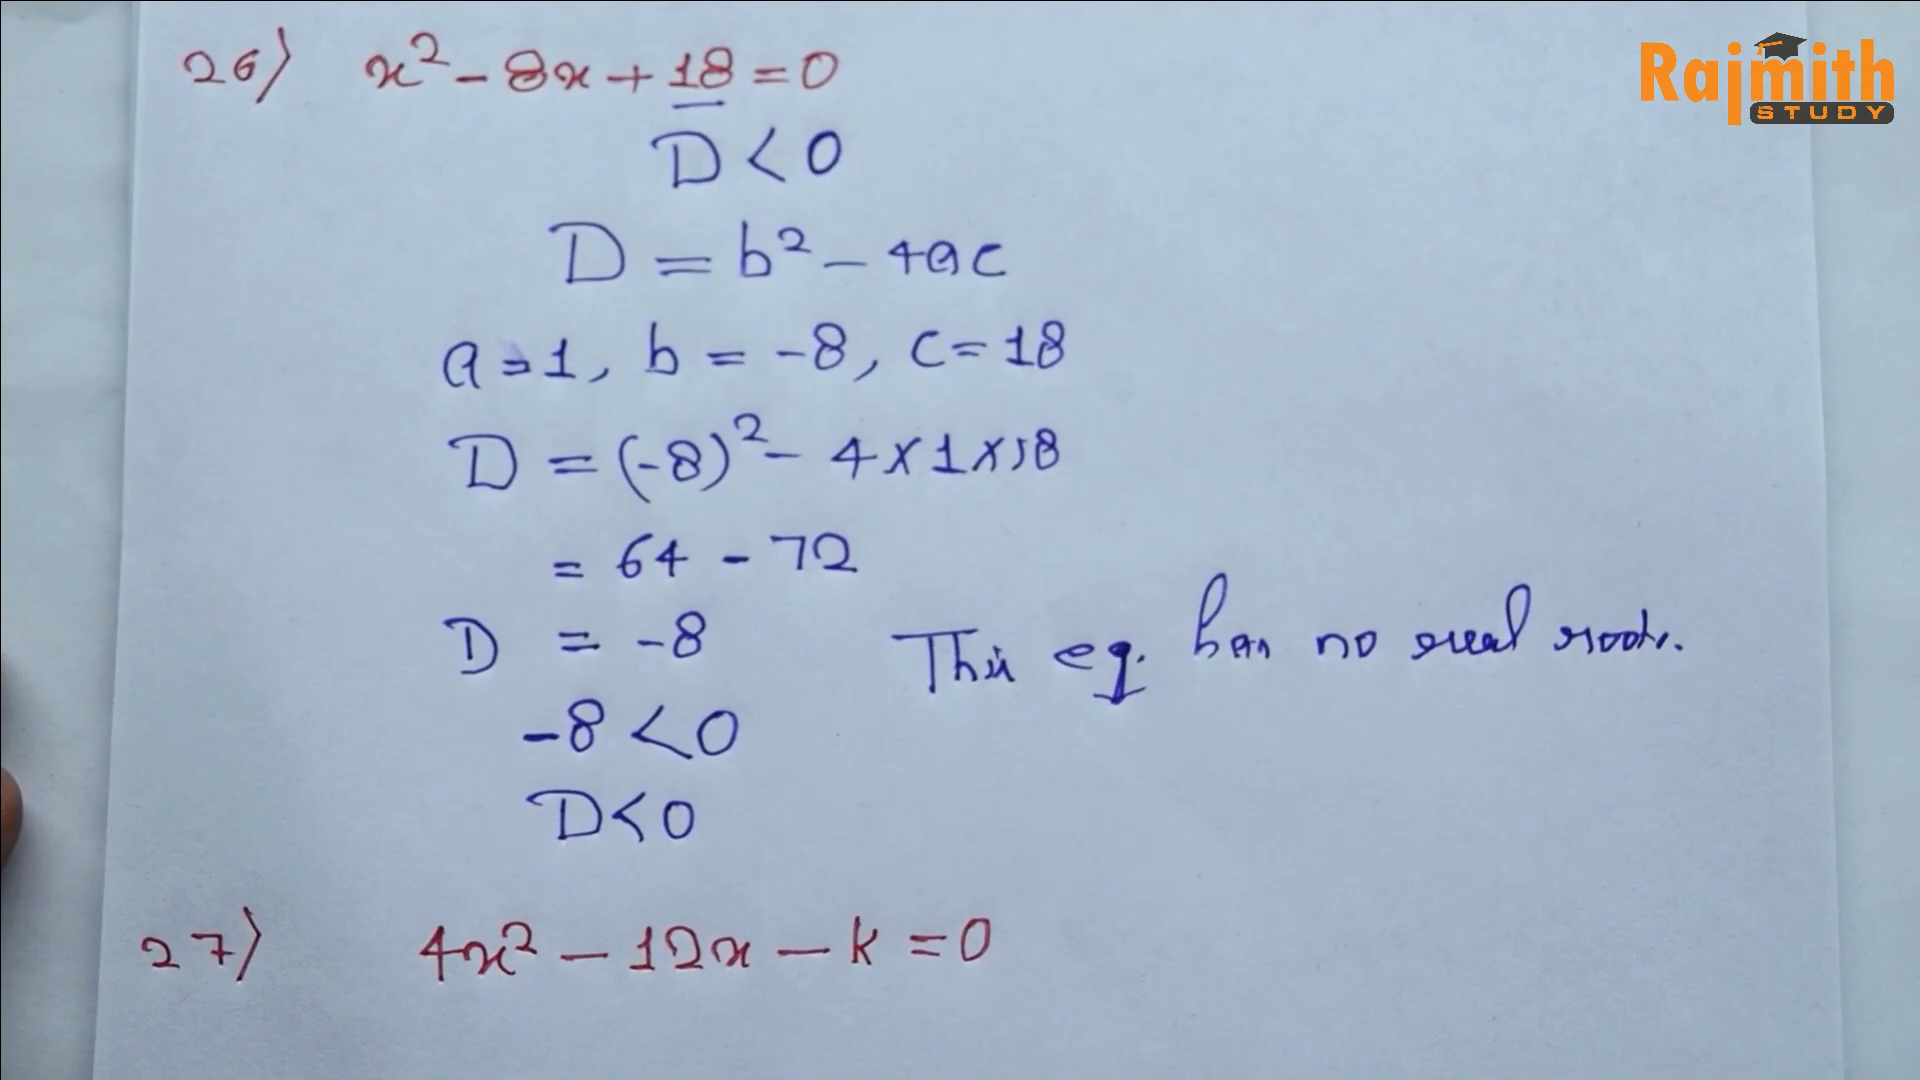 Rajmith
STUDY
26) x² - 8x + 18 = 0
D < 0
D = b² - 4ac
a = 1, b = -8, c = 18
D = (-8)² - 4 × 1 × 18
= 64 - 72
D = -8
This eq. has no real roots.
-8 < 0
D < 0
27) 4x² - 12x - k = 0